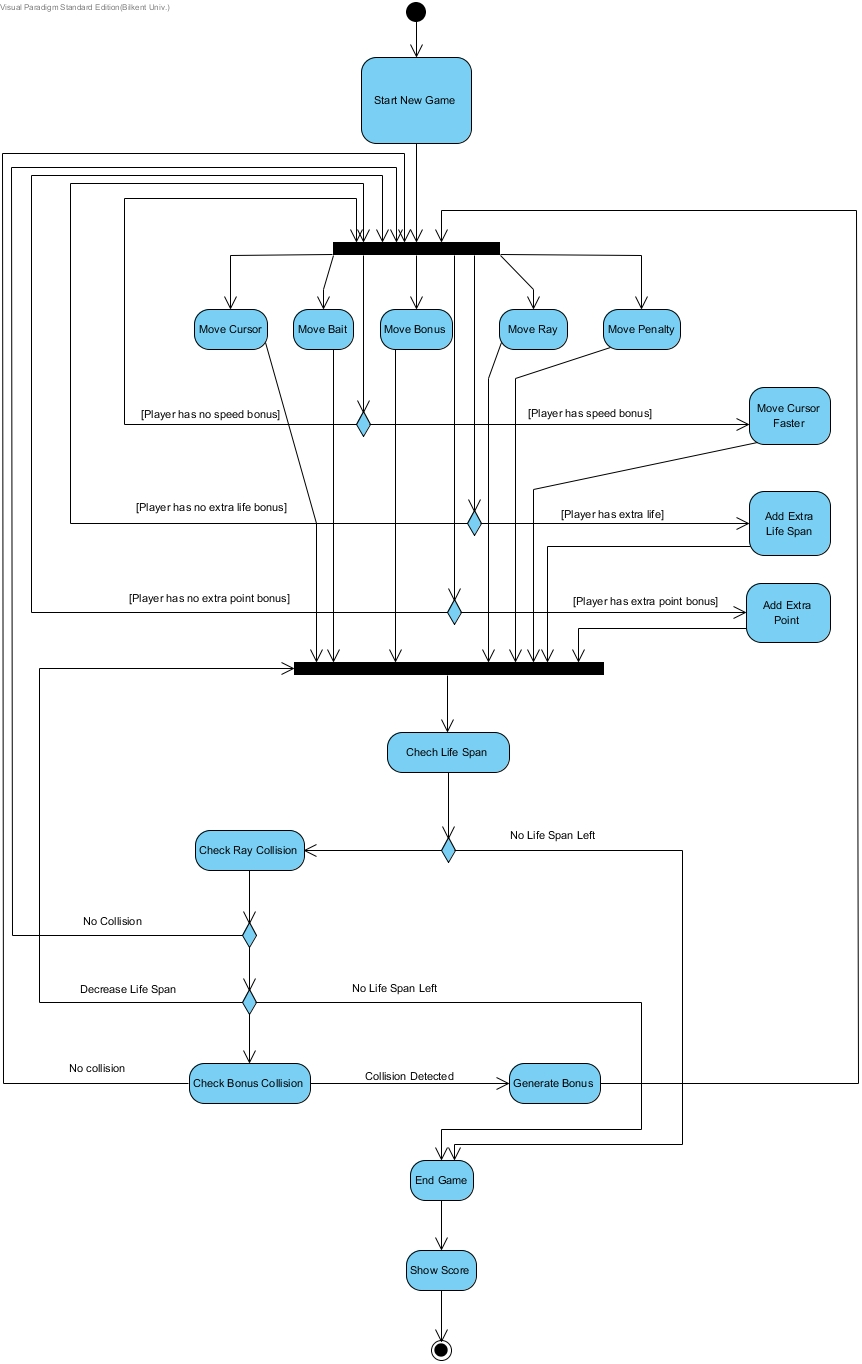 Visual Paradigm Standard Edition(Bilkent Univ.)
Start New Game
Move Cursor
Move Bait
Move Bonus
Move Ray
Move Penalty
[Player has no speed bonus]
[Player has speed bonus]
Move Cursor
Faster
[Player has no extra life bonus]
[Player has extra life]
Add Extra
Life Span
[Player has no extra point bonus]
[Player has extra point bonus]
Add Extra
Point
Chech Life Span
No Life Span Left
Check Ray Collision
No Collision
Decrease Life Span
No Life Span Left
No collision
Check Bonus Collision
Collision Detected
Generate Bonus
End Game
Show Score